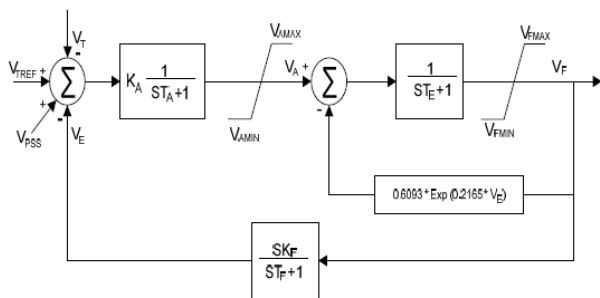 V_T
-
V_TREF +
Σ
+
V_PSS
-
V_E
K_A 1
ST_A+1
V_AMAX
V_AMIN
V_A +
Σ
-
1
ST_E+1
V_FMAX
V_FMIN
V_F
0.6093*Exp(0.2165*V_E)
SK_F
ST_F+1